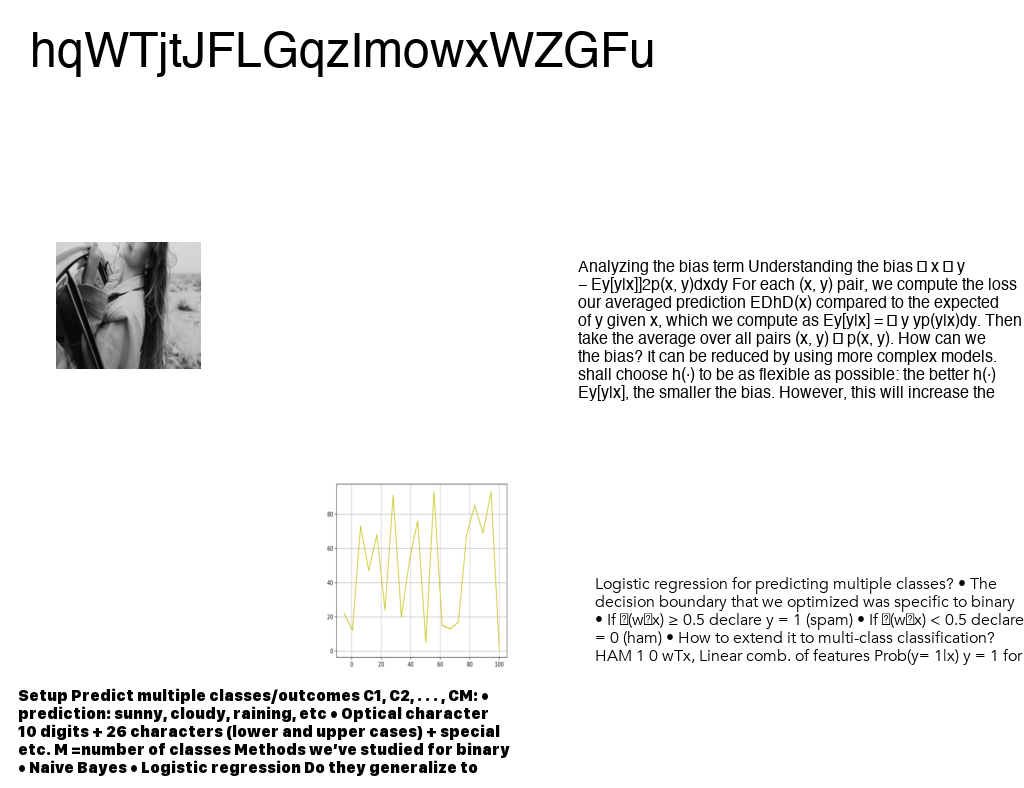 hqWTjtJFLGqzImowxWZGFu
Analyzing the bias term Understanding the bias □ x □ y
– Ey[y|x]]2p(x, y)dxdy For each (x, y) pair, we compute the loss
our averaged prediction EDhD(x) compared to the expected
of y given x, which we compute as Ey[y|x] = □ y yp(y|x)dy. Then
take the average over all pairs (x, y) □ p(x, y). How can we
the bias? It can be reduced by using more complex models.
shall choose h(·) to be as flexible as possible: the better h(·)
Ey[y|x], the smaller the bias. However, this will increase the
80
60
40
20
0
0 20 40 60 80 100
Logistic regression for predicting multiple classes? • The
decision boundary that we optimized was specific to binary
• If □(w□x) ≥ 0.5 declare y = 1 (spam) • If □(w□x) < 0.5 declare
= 0 (ham) • How to extend it to multi-class classification?
HAM 1 0 wTx, Linear comb. of features Prob(y= 1|x) y = 1 for
Setup Predict multiple classes/outcomes C1, C2, . . . , CM: •
prediction: sunny, cloudy, raining, etc • Optical character
10 digits + 26 characters (lower and upper cases) + special
etc. M =number of classes Methods we’ve studied for binary
• Naive Bayes • Logistic regression Do they generalize to